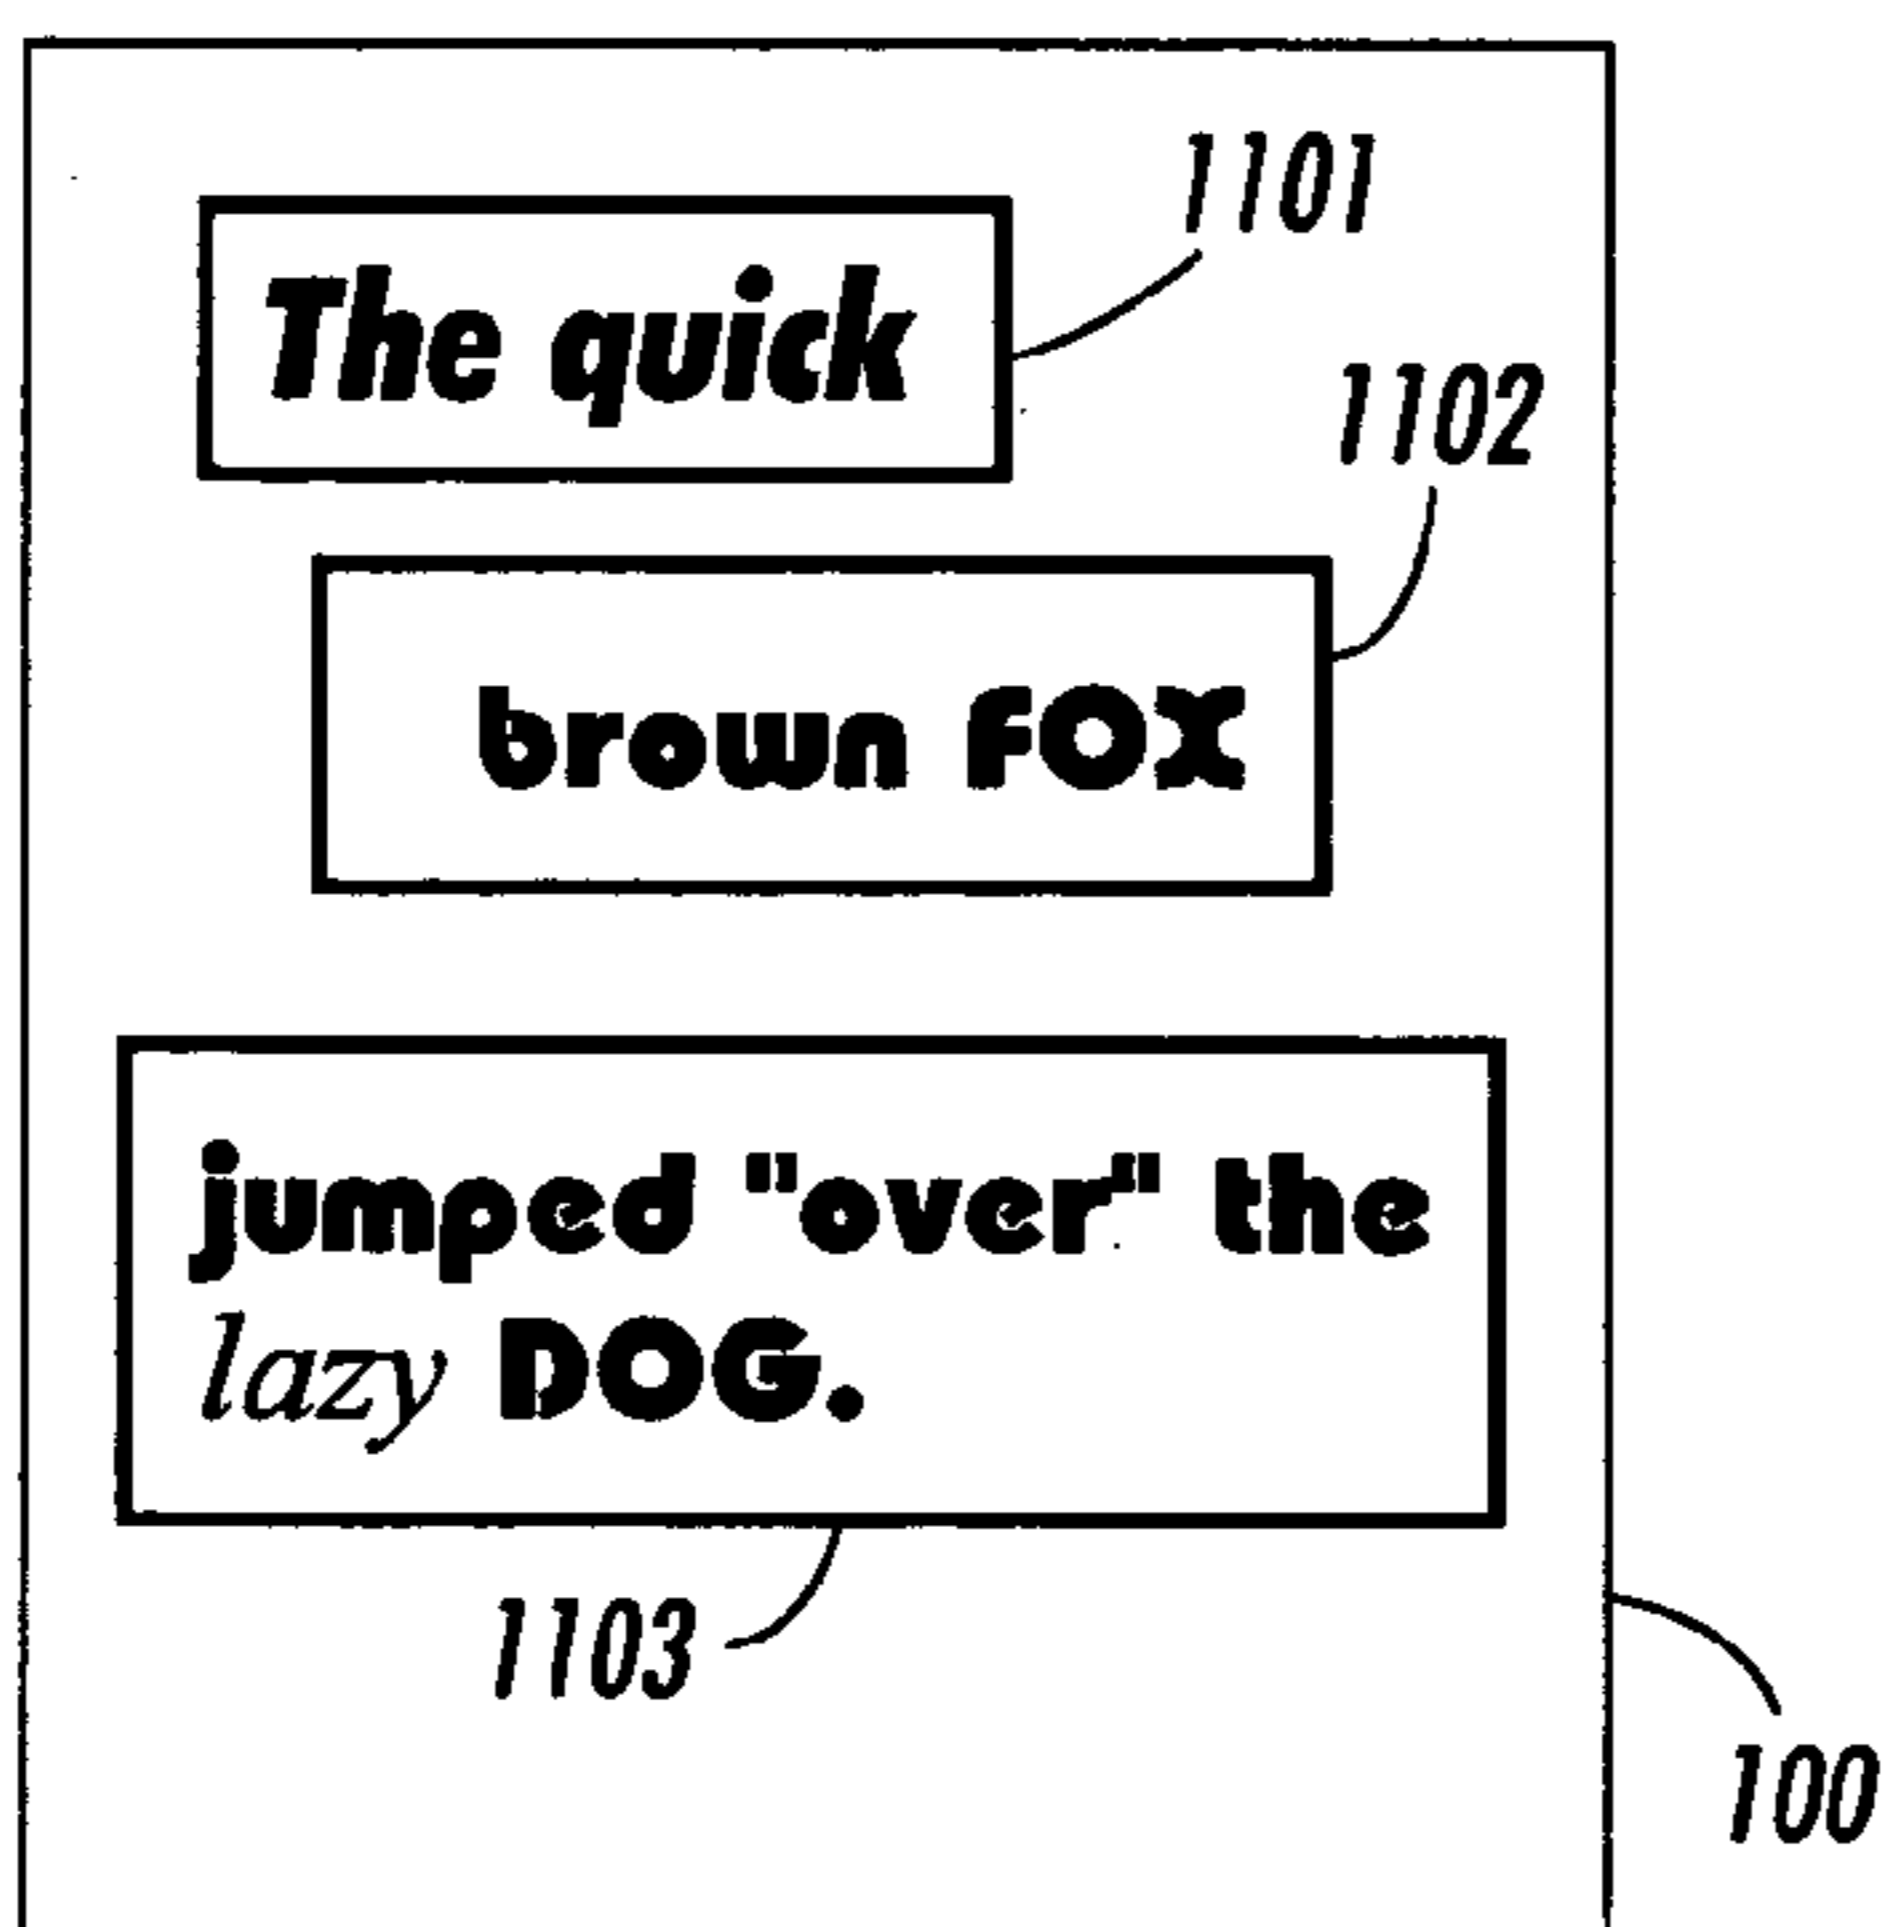 1101
The quick
1102
brown FOX
jumped "over" the
lazy DOG.
1103
100